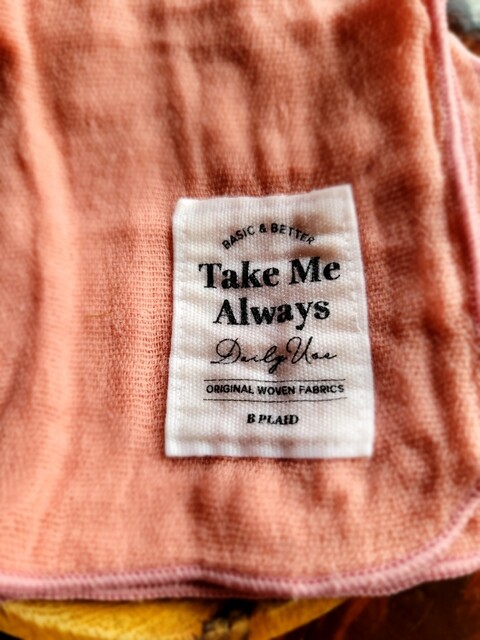 BASIC & BETTER
Take Me
Always
Daily Use
ORIGINAL WOVEN FABRICS
B PLAID